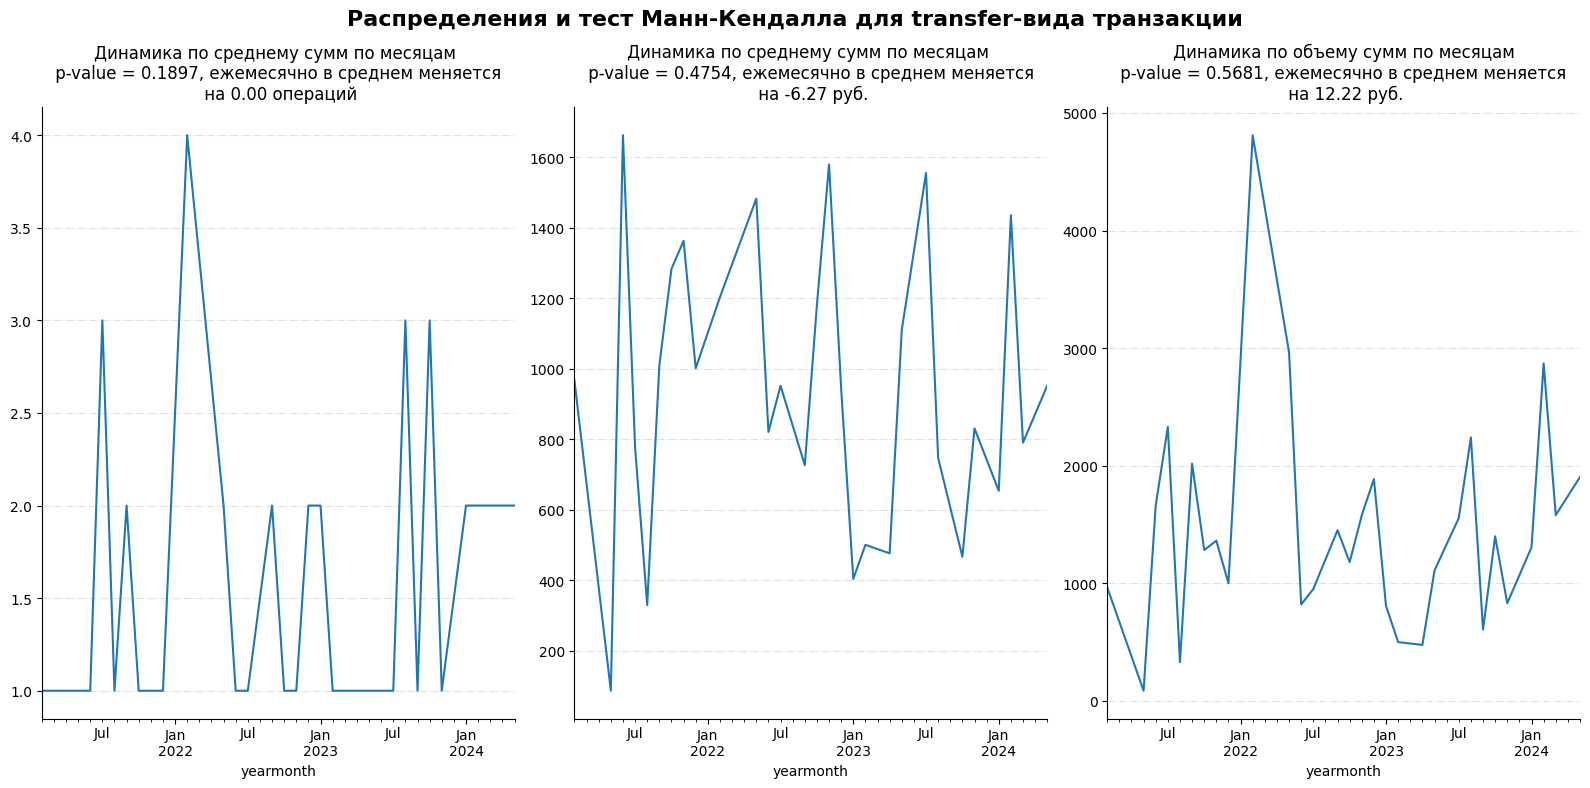 Распределения и тест Манн-Кендалла для transfer-вида транзакции
Динамика по среднему сумм по месяцам
p-value = 0.1897, ежемесячно в среднем меняется
на 0.00 операций
4.0
3.5
3.0
2.5
2.0
1.5
1.0
Jul
Jan
2022
Jul
Jan
2023
Jul
Jan
2024
yearmonth
Динамика по среднему сумм по месяцам
p-value = 0.4754, ежемесячно в среднем меняется
на -6.27 руб.
1600
1400
1200
1000
800
600
400
200
Jul
Jan
2022
Jul
Jan
2023
Jul
Jan
2024
yearmonth
Динамика по объему сумм по месяцам
p-value = 0.5681, ежемесячно в среднем меняется
на 12.22 руб.
5000
4000
3000
2000
1000
0
Jul
Jan
2022
Jul
Jan
2023
Jul
Jan
2024
yearmonth